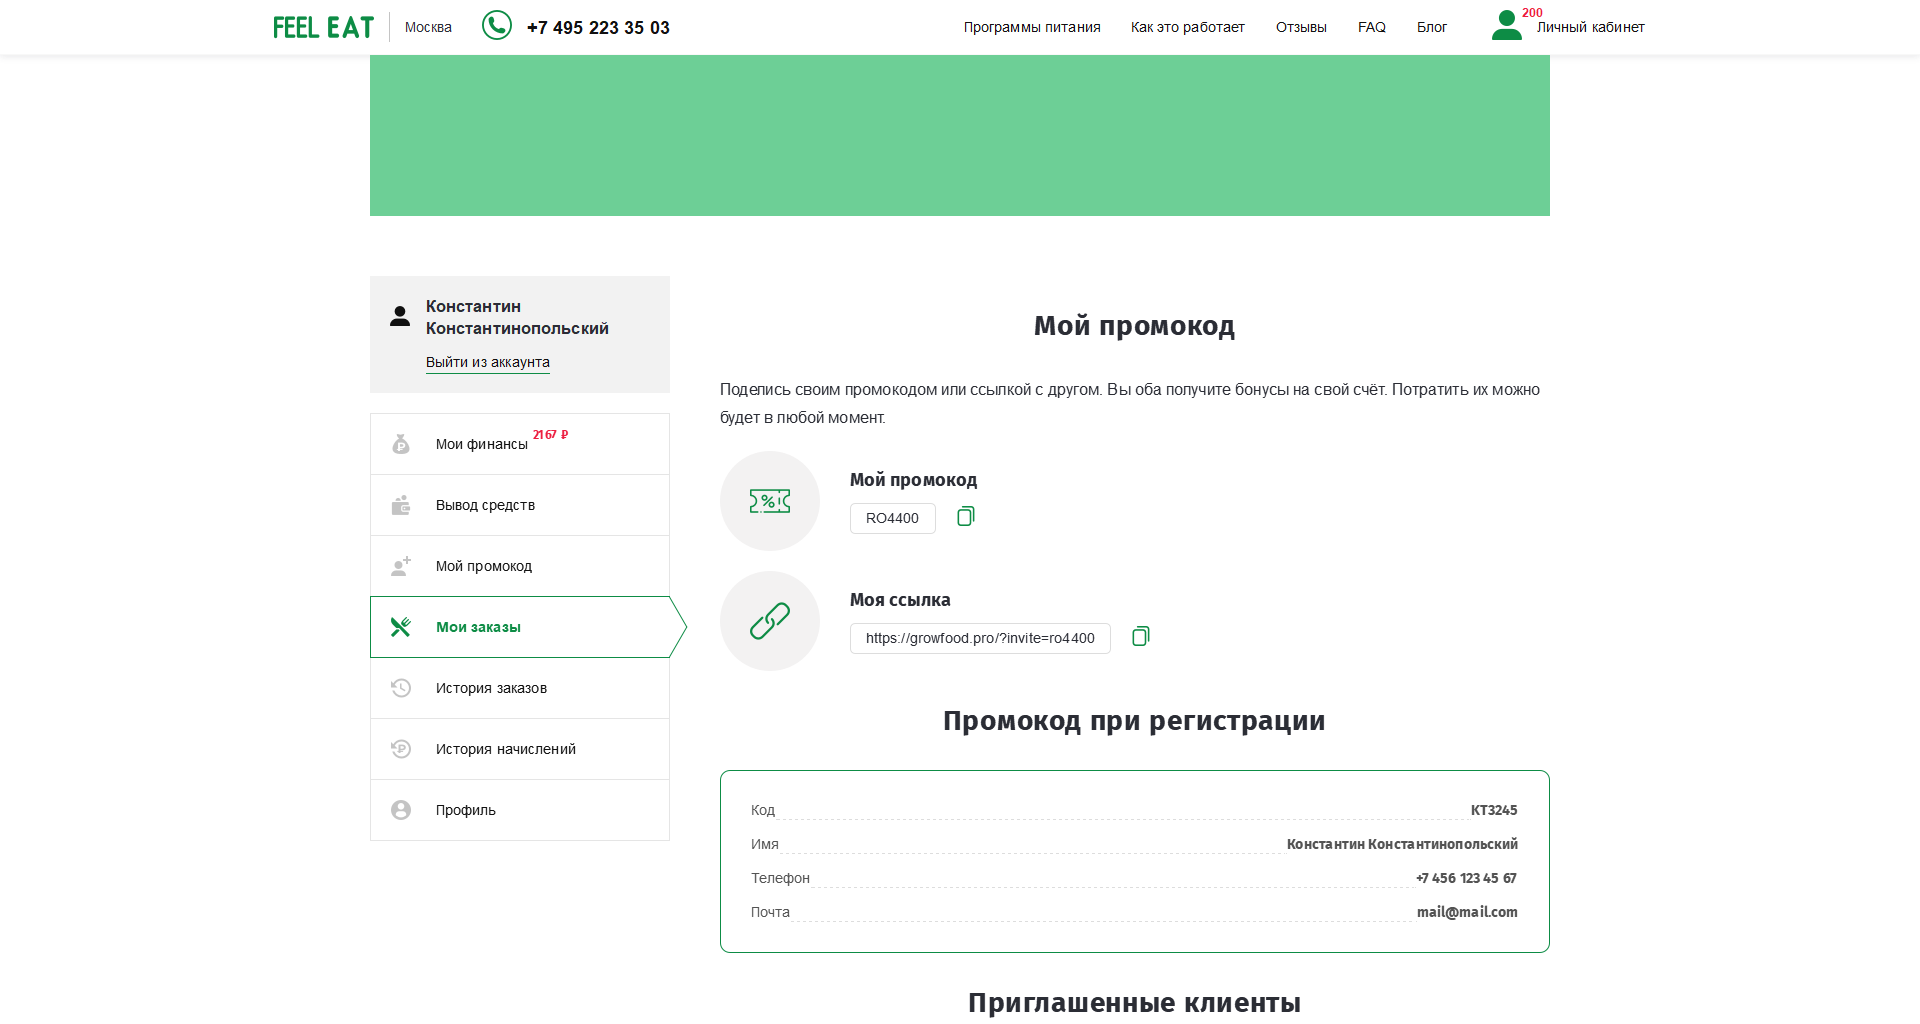 FEEL EAT
Москва
+7 495 223 35 03
Программы питания
Как это работает
Отзывы
FAQ
Блог
200
Личный кабинет
Константин
Константинопольский
Выйти из аккаунта
Мои финансы 2167 ₽
Вывод средств
Мой промокод
Мои заказы
История заказов
История начислений
Профиль
Мой промокод
Поделись своим промокодом или ссылкой с другом. Вы оба получите бонусы на свой счёт. Потратить их можно
будет в любой момент.
Мой промокод
RO4400
Моя ссылка
https://growfood.pro/?invite=ro4400
Промокод при регистрации
Код KT3245
Имя Константин Константинопольский
Телефон +7 456 123 45 67
Почта mail@mail.com
Приглашенные клиенты